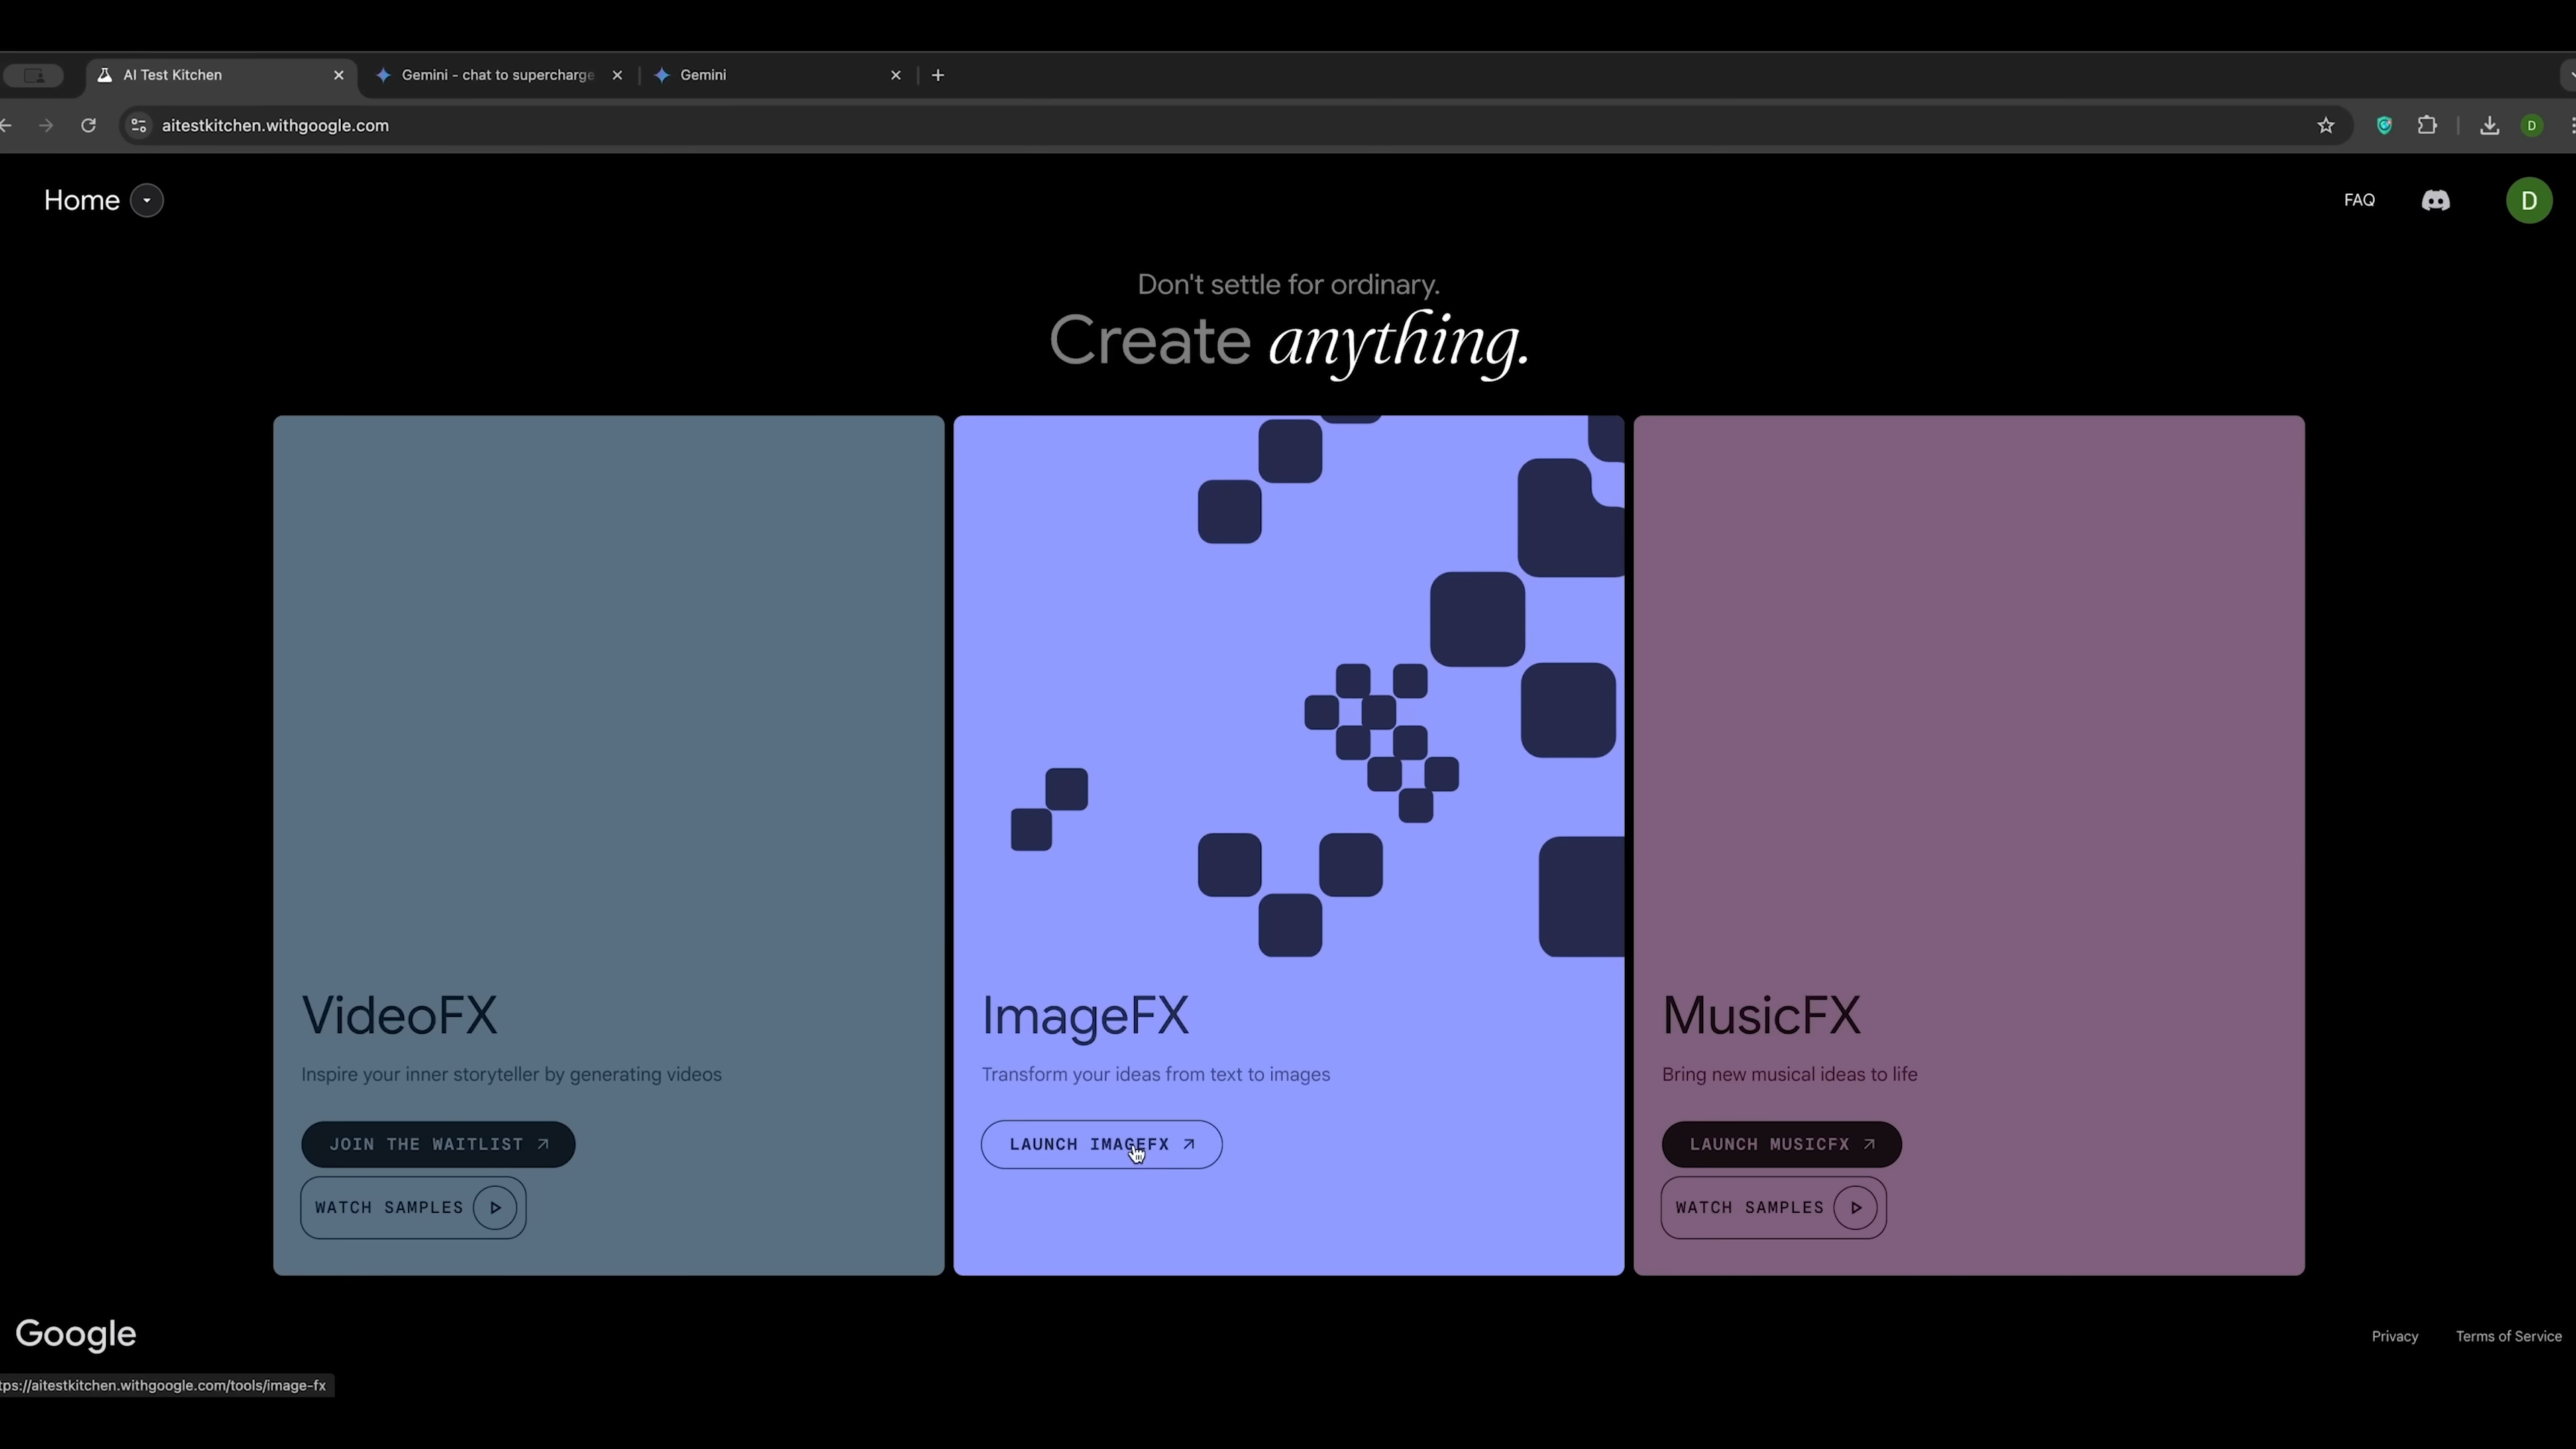 AI Test Kitchen
Gemini - chat to supercharge
Gemini
aitestkitchen.withgoogle.com
D
Home
FAQ
D
Don't settle for ordinary.
Create anything.
VideoFX
Inspire your inner storyteller by generating videos
JOIN THE WAITLIST
WATCH SAMPLES
ImageFX
Transform your ideas from text to images
LAUNCH IMAGEFX
MusicFX
Bring new musical ideas to life
LAUNCH MUSICFX
WATCH SAMPLES
Google
Privacy
Terms of Service
tps://aitestkitchen.withgoogle.com/tools/image-fx